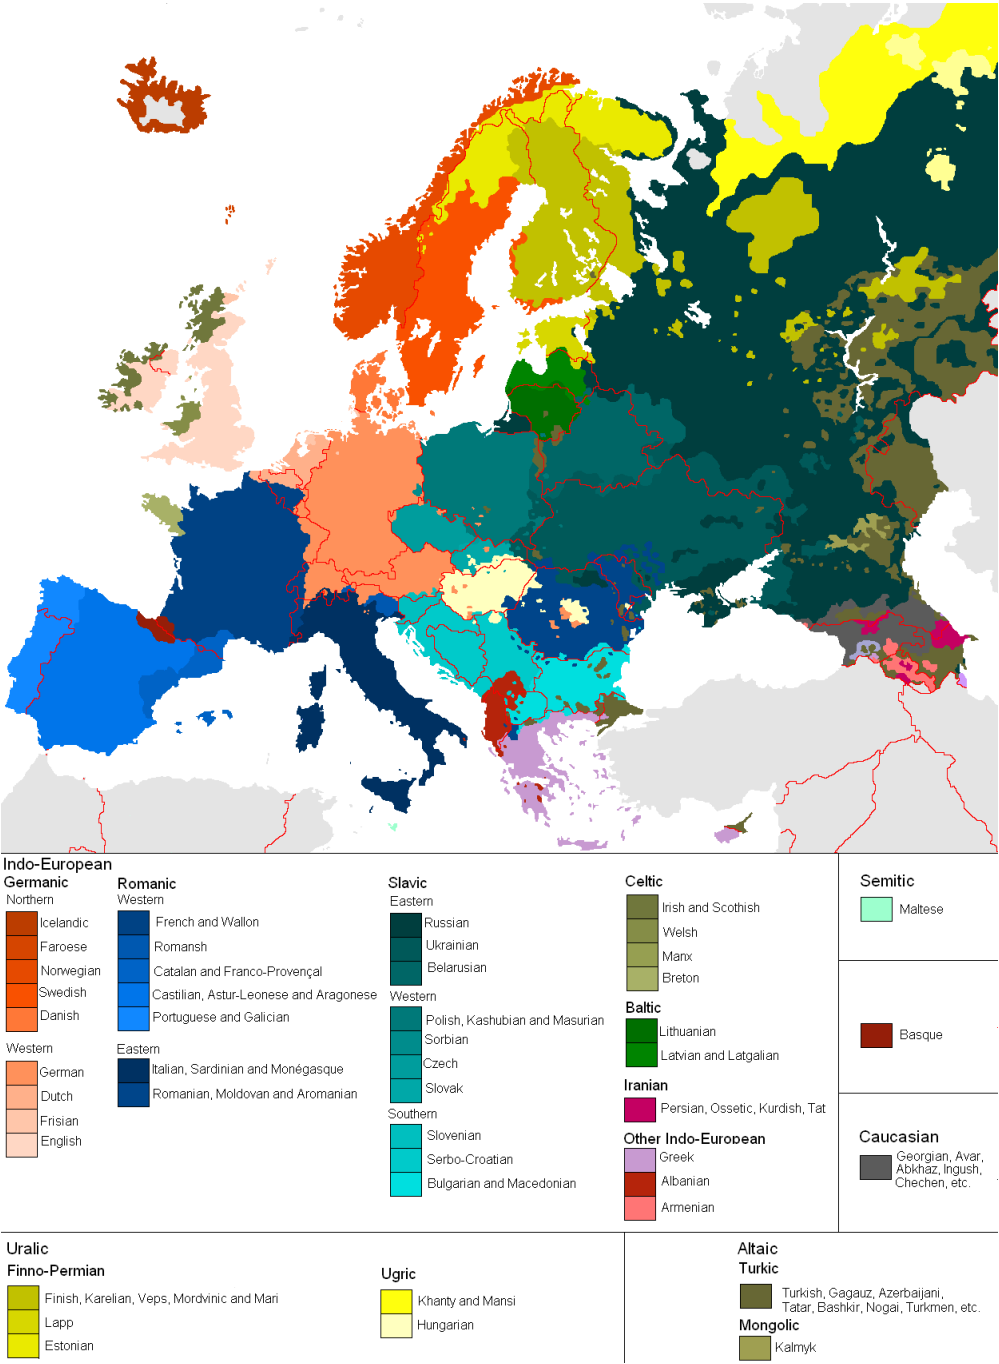 Indo-European
Germanic
Northern
Icelandic
Faroese
Norwegian
Swedish
Danish
Western
German
Dutch
Frisian
English
Romanic
Western
French and Wallon
Romansh
Catalan and Franco-Provençal
Castilian, Astur-Leonese and Aragonese
Portuguese and Galician
Eastern
Italian, Sardinian and Monégasque
Romanian, Moldovan and Aromanian
Slavic
Eastern
Russian
Ukrainian
Belarusian
Western
Polish, Kashubian and Masurian
Sorbian
Czech
Slovak
Southern
Slovenian
Serbo-Croatian
Bulgarian and Macedonian
Celtic
Irish and Scothish
Welsh
Manx
Breton
Baltic
Lithuanian
Latvian and Latgalian
Iranian
Persian, Ossetic, Kurdish, Tat
Other Indo-European
Greek
Albanian
Armenian
Semitic
Maltese
Basque
Caucasian
Georgian, Avar,
Abkhaz, Ingush,
Chechen, etc.
Uralic
Finno-Permian
Finish, Karelian, Veps, Mordvinic and Mari
Lapp
Estonian
Ugric
Khanty and Mansi
Hungarian
Altaic
Turkic
Turkish, Gagauz, Azerbaijani,
Tatar, Bashkir, Nogai, Turkmen, etc.
Mongolic
Kalmyk